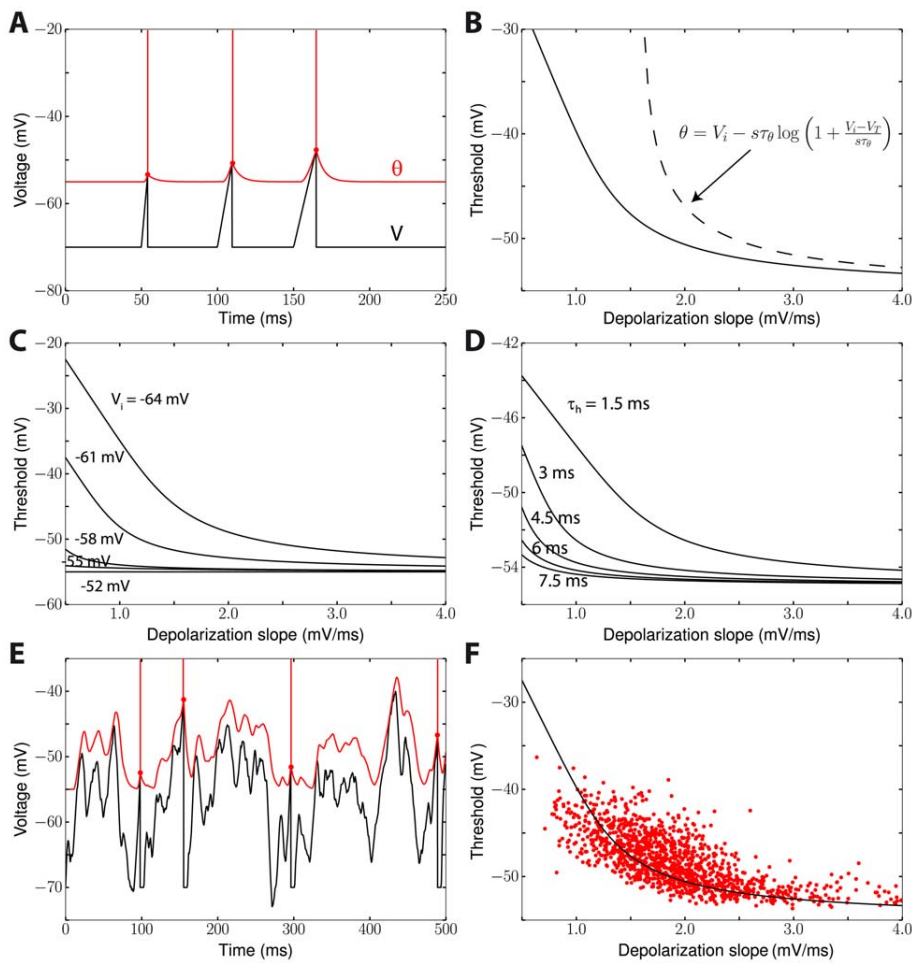 A
−20
−40
−60
−80
Voltage (mV)
θ
V
0
50
100
150
200
250
Time (ms)
B
−30
−40
−50
Threshold (mV)
θ = V_i − sτ_θ log (1 + (V_i−V_T)/(sτ_θ))
1.0
2.0
3.0
4.0
Depolarization slope (mV/ms)
C
−20
−30
−40
−50
−60
Threshold (mV)
V_i = -64 mV
-61 mV
-58 mV
-55 mV
-52 mV
1.0
2.0
3.0
4.0
Depolarization slope (mV/ms)
D
−42
−46
−50
−54
Threshold (mV)
τ_h = 1.5 ms
3 ms
4.5 ms
6 ms
7.5 ms
1.0
2.0
3.0
4.0
Depolarization slope (mV/ms)
E
−40
−50
−60
−70
Voltage (mV)
0
100
200
300
400
500
Time (ms)
F
−30
−40
−50
Threshold (mV)
1.0
2.0
3.0
4.0
Depolarization slope (mV/ms)